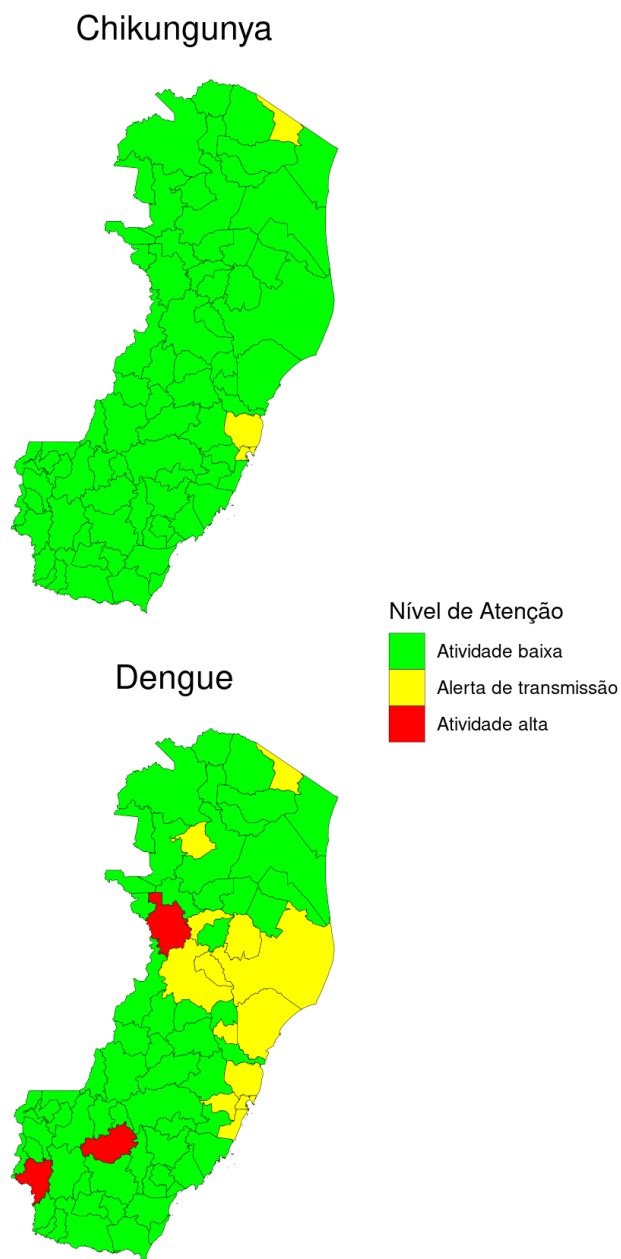 Chikungunya
Nível de Atenção
Atividade baixa
Alerta de transmissão
Atividade alta
Dengue